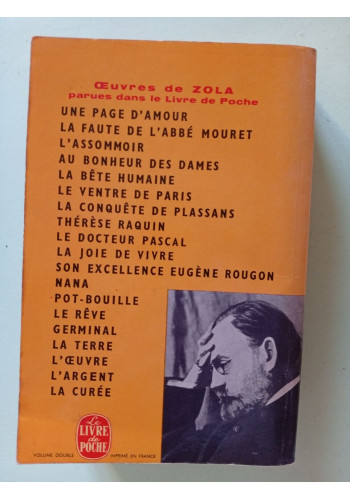 Œuvres de ZOLA
parues dans le Livre de Poche
UNE PAGE D'AMOUR
LA FAUTE DE L'ABBÉ MOURET
L'ASSOMMOIR
AU BONHEUR DES DAMES
LA BÊTE HUMAINE
LE VENTRE DE PARIS
LA CONQUÊTE DE PLASSANS
THÉRÈSE RAQUIN
LE DOCTEUR PASCAL
LA JOIE DE VIVRE
SON EXCELLENCE EUGÈNE ROUGON
NANA
POT-BOUILLE
LE RÊVE
GERMINAL
LA TERRE
L'ŒUVRE
L'ARGENT
LA CURÉE
Le
LIVRE
de
POCHE
VOLUME DOUBLE IMPRIMÉ EN FRANCE